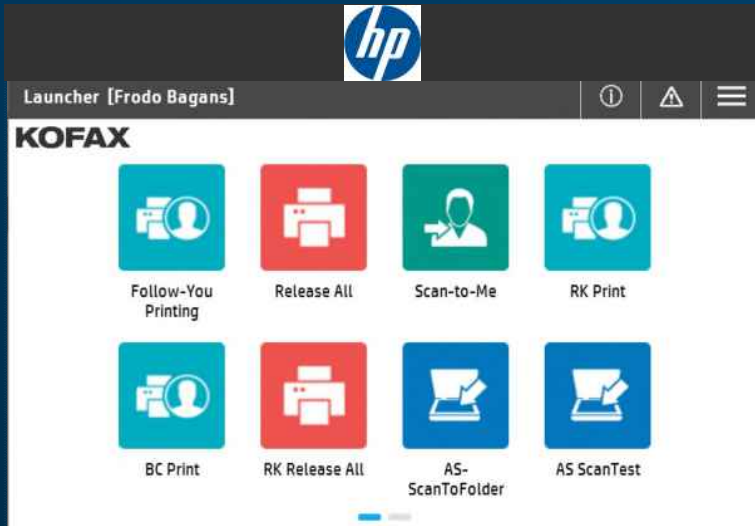 hp
Launcher [Frodo Bagans]
KOFAX
Follow-You
Printing
Release All
Scan-to-Me
RK Print
BC Print
RK Release All
AS-
ScanToFolder
AS ScanTest